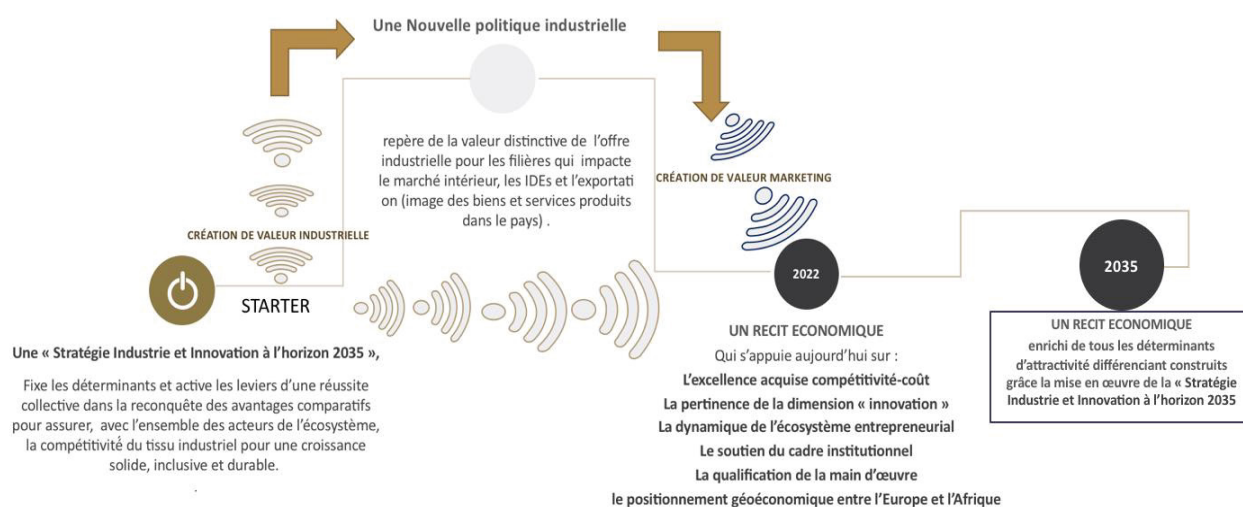 Une Nouvelle politique industrielle
repère de la valeur distinctive de l'offre
industrielle pour les filières qui impacte
le marché intérieur, les IDEs et l'exportati
on (image des biens et services produits
dans le pays) .
CRÉATION DE VALEUR INDUSTRIELLE
CRÉATION DE VALEUR MARKETING
STARTER
Une « Stratégie Industrie et Innovation à l'horizon 2035 »,
Fixe les déterminants et active les leviers d'une réussite
collective dans la reconquête des avantages comparatifs
pour assurer, avec l'ensemble des acteurs de l'écosystème,
la compétitivité du tissu industriel pour une croissance
solide, inclusive et durable.
.
2022
UN RECIT ECONOMIQUE
Qui s'appuie aujourd'hui sur :
L'excellence acquise compétivité-coût
La pertinence de la dimension « innovation »
La dynamique de l'écosystème entrepreneurial
Le soutien du cadre institutionnel
La qualification de la main d'œuvre
le positionnement géoéconomique entre l'Europe et l'Afrique
2035
UN RECIT ECONOMIQUE
enrichi de tous les déterminants
d'attractivité différenciant construits
grâce la mise en œuvre de la « Stratégie
Industrie et Innovation à l'horizon 2035